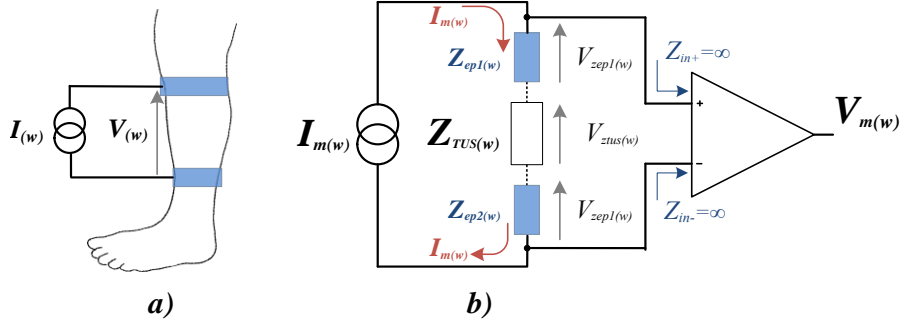 I(w)
V(w)
a)
Im(w)
Im(w)
Zep1(w)
ZTUS(w)
Zep2(w)
Im(w)
Vzep1(w)
Vztus(w)
Vzep1(w)
Zin+=∞
+
−
Zin-=∞
Vm(w)
b)